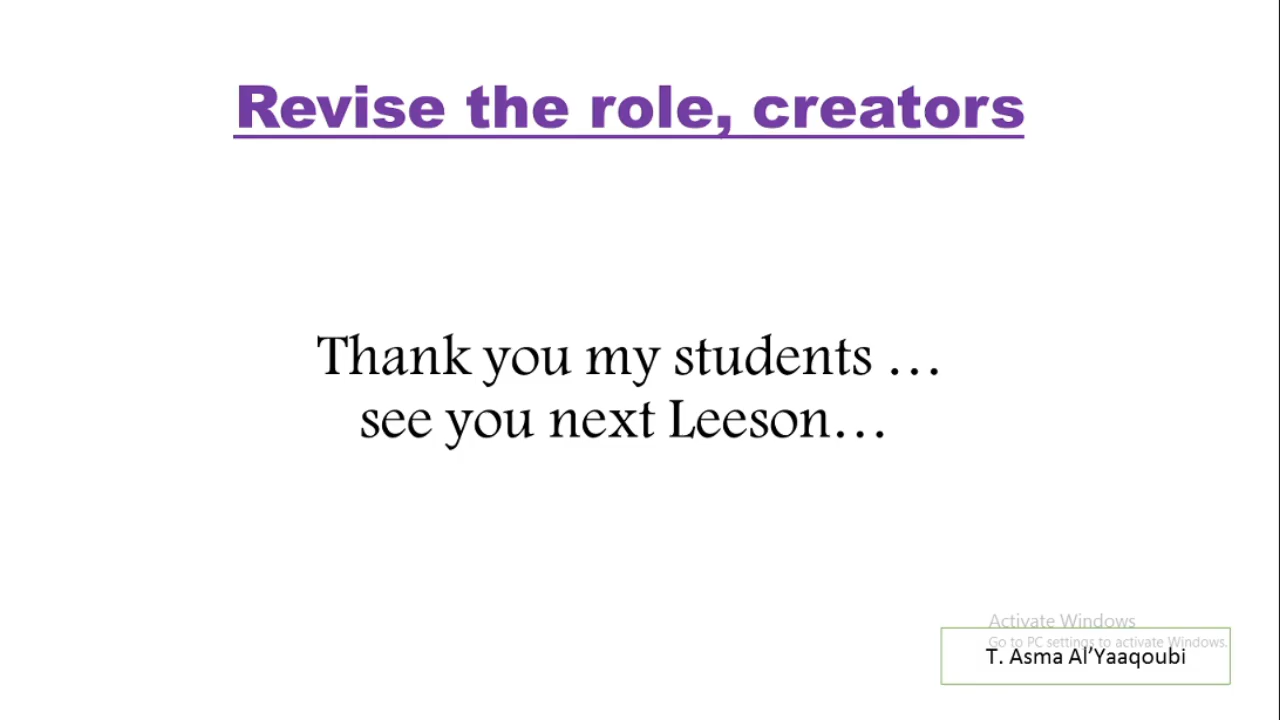 Revise the role, creators
Thank you my students …
see you next Leeson…
Activate Windows
Go to PC settings to activate Windows.
T. Asma Al’Yaaqoubi